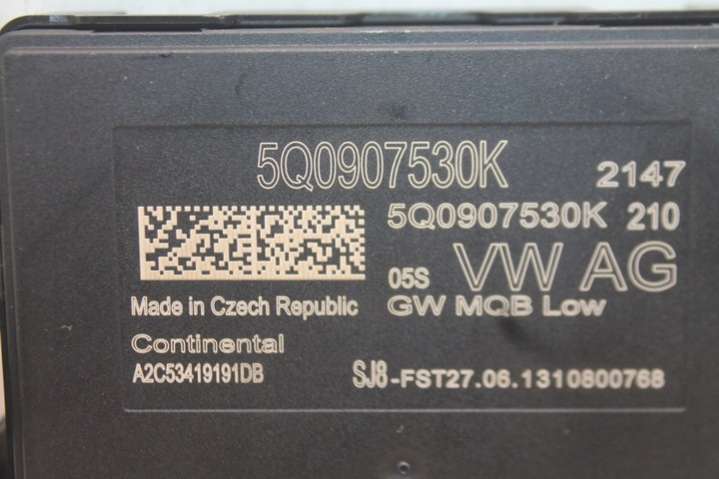 5Q0907530K
2147
5Q0907530K 210
05S VW AG
Made in Czech Republic
GW MQB Low
Continental
A2C53419191DB
SJ8-FST27.06.1310800768